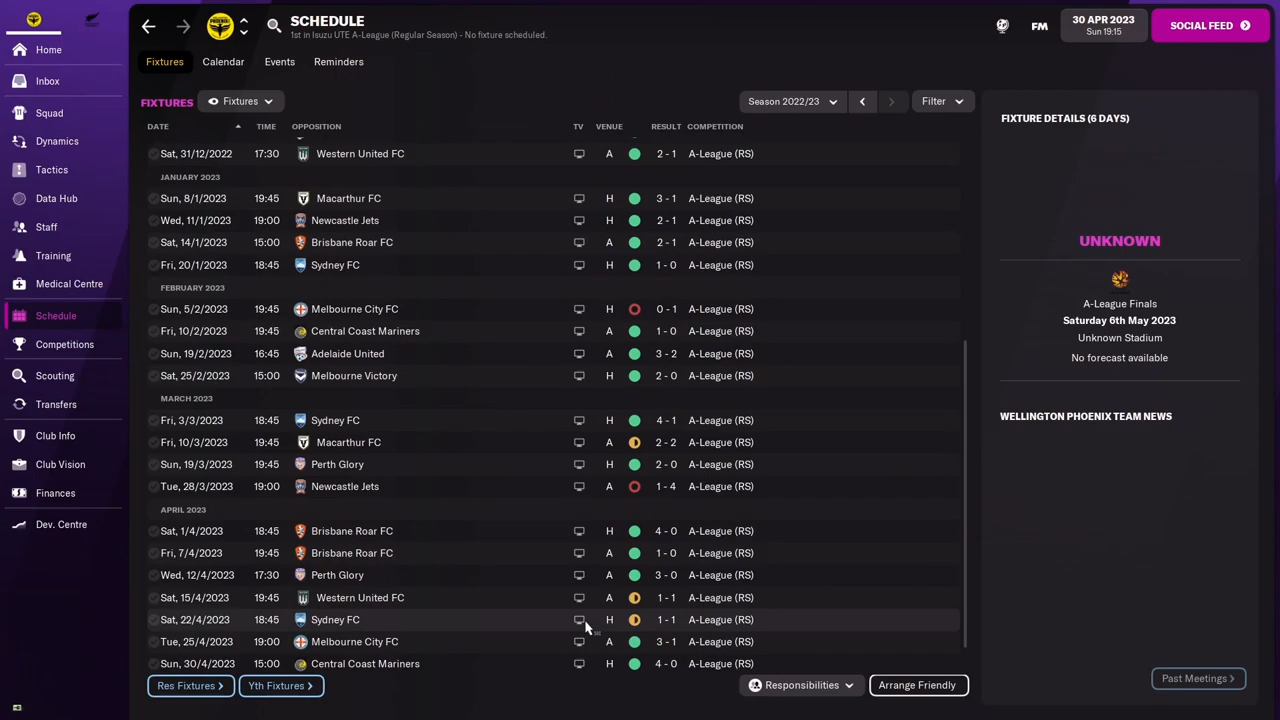 SCHEDULE
1st in Isuzu UTE A-League (Regular Season) - No fixture scheduled.
FM
30 APR 2023
Sun 19:15
SOCIAL FEED
Home
Inbox
Squad
Dynamics
Tactics
Data Hub
Staff
Training
Medical Centre
Schedule
Competitions
Scouting
Transfers
Club Info
Club Vision
Finances
Dev. Centre
Fixtures Calendar Events Reminders
FIXTURES Fixtures Season 2022/23 Filter
DATE TIME OPPOSITION TV VENUE RESULT COMPETITION
Sat, 31/12/2022 17:30 Western United FC A 2 - 1 A-League (RS)
JANUARY 2023
Sun, 8/1/2023 19:45 Macarthur FC H 3 - 1 A-League (RS)
Wed, 11/1/2023 19:00 Newcastle Jets H 2 - 1 A-League (RS)
Sat, 14/1/2023 15:00 Brisbane Roar FC A 2 - 1 A-League (RS)
Fri, 20/1/2023 18:45 Sydney FC H 1 - 0 A-League (RS)
FEBRUARY 2023
Sun, 5/2/2023 19:45 Melbourne City FC H 0 - 1 A-League (RS)
Fri, 10/2/2023 19:45 Central Coast Mariners A 1 - 0 A-League (RS)
Sun, 19/2/2023 16:45 Adelaide United A 3 - 2 A-League (RS)
Sat, 25/2/2023 15:00 Melbourne Victory H 2 - 0 A-League (RS)
MARCH 2023
Fri, 3/3/2023 18:45 Sydney FC H 4 - 1 A-League (RS)
Fri, 10/3/2023 19:45 Macarthur FC A 2 - 2 A-League (RS)
Sun, 19/3/2023 19:45 Perth Glory H 2 - 0 A-League (RS)
Tue, 28/3/2023 19:00 Newcastle Jets A 1 - 4 A-League (RS)
APRIL 2023
Sat, 1/4/2023 18:45 Brisbane Roar FC H 4 - 0 A-League (RS)
Fri, 7/4/2023 19:45 Brisbane Roar FC A 1 - 0 A-League (RS)
Wed, 12/4/2023 17:30 Perth Glory A 3 - 0 A-League (RS)
Sat, 15/4/2023 19:45 Western United FC A 1 - 1 A-League (RS)
Sat, 22/4/2023 18:45 Sydney FC H 1 - 1 A-League (RS)
Tue, 25/4/2023 19:00 Melbourne City FC A 3 - 1 A-League (RS)
Sun, 30/4/2023 15:00 Central Coast Mariners H 4 - 0 A-League (RS)
Res Fixtures Yth Fixtures Responsibilities Arrange Friendly
FIXTURE DETAILS (6 DAYS)
UNKNOWN
A-League Finals
Saturday 6th May 2023
Unknown Stadium
No forecast available
WELLINGTON PHOENIX TEAM NEWS
Past Meetings